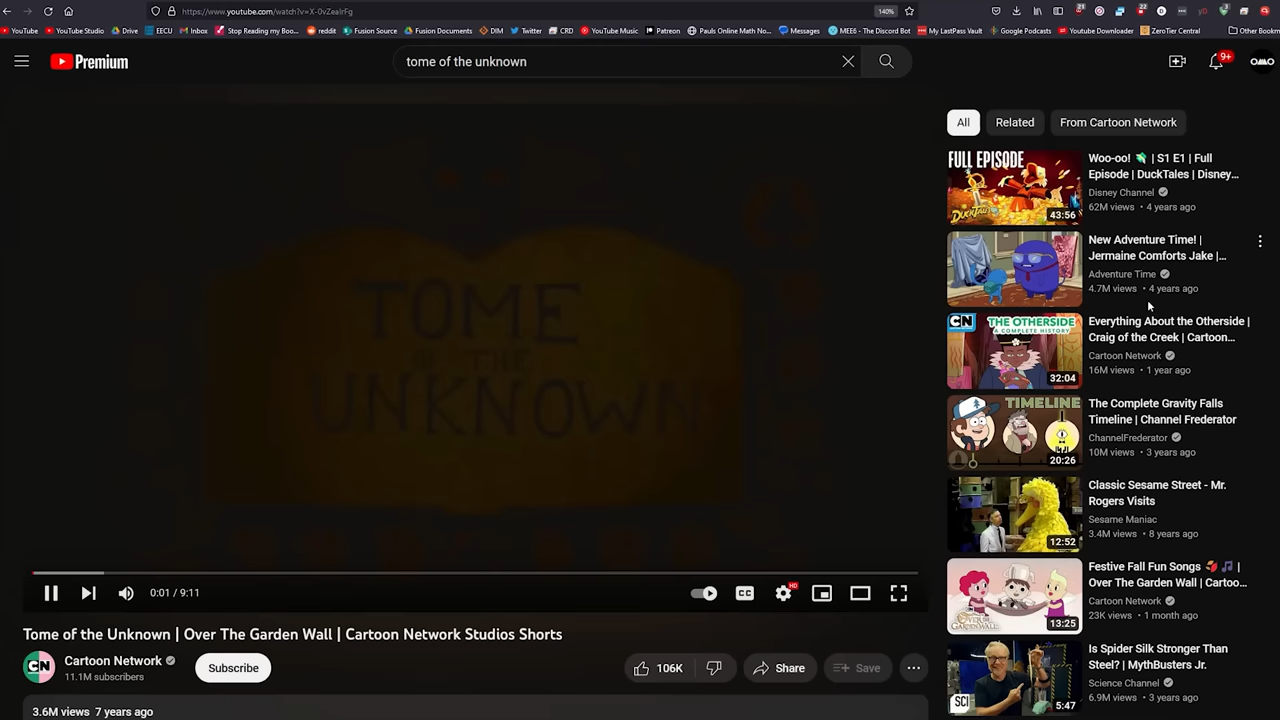 https://www.youtube.com/watch?v=X-0vZealrFg
140%
YouTube
YouTube Studio
Drive
EECU
Inbox
Stop Reading my Boo...
reddit
Fusion Source
Fusion Documents
DIM
Twitter
CRD
YouTube Music
Patreon
Pauls Online Math No...
Messages
MEE6 - The Discord Bot
My LastPass Vault
Google Podcasts
Youtube Downloader
ZeroTier Central
Other Bookm
Premium
tome of the unknown
9+
OMO
All
Related
From Cartoon Network
TOME
OF THE
UNKNOWN
FULL EPISODE
DUCKTALES
43:56
Woo-oo! 💸 | S1 E1 | Full
Episode | DuckTales | Disney...
Disney Channel
62M views • 4 years ago
New Adventure Time! |
Jermaine Comforts Jake |...
Adventure Time
4.7M views • 4 years ago
CN
THE OTHERSIDE
A COMPLETE HISTORY
32:04
Everything About the Otherside |
Craig of the Creek | Cartoon...
Cartoon Network
16M views • 1 year ago
TIMELINE
20:26
The Complete Gravity Falls
Timeline | Channel Frederator
ChannelFrederator
10M views • 3 years ago
12:52
Classic Sesame Street - Mr.
Rogers Visits
Sesame Maniac
3.4M views • 8 years ago
13:25
Festive Fall Fun Songs 🍁🎵 |
Over The Garden Wall | Cartoo...
Cartoon Network
23K views • 1 month ago
SCI
5:47
Is Spider Silk Stronger Than
Steel? | MythBusters Jr.
Science Channel
6.9M views • 3 years ago
0:01 / 9:11
CC
HD
Tome of the Unknown | Over The Garden Wall | Cartoon Network Studios Shorts
CN
Cartoon Network
11.1M subscribers
Subscribe
106K
Share
Save
3.6M views 7 years ago